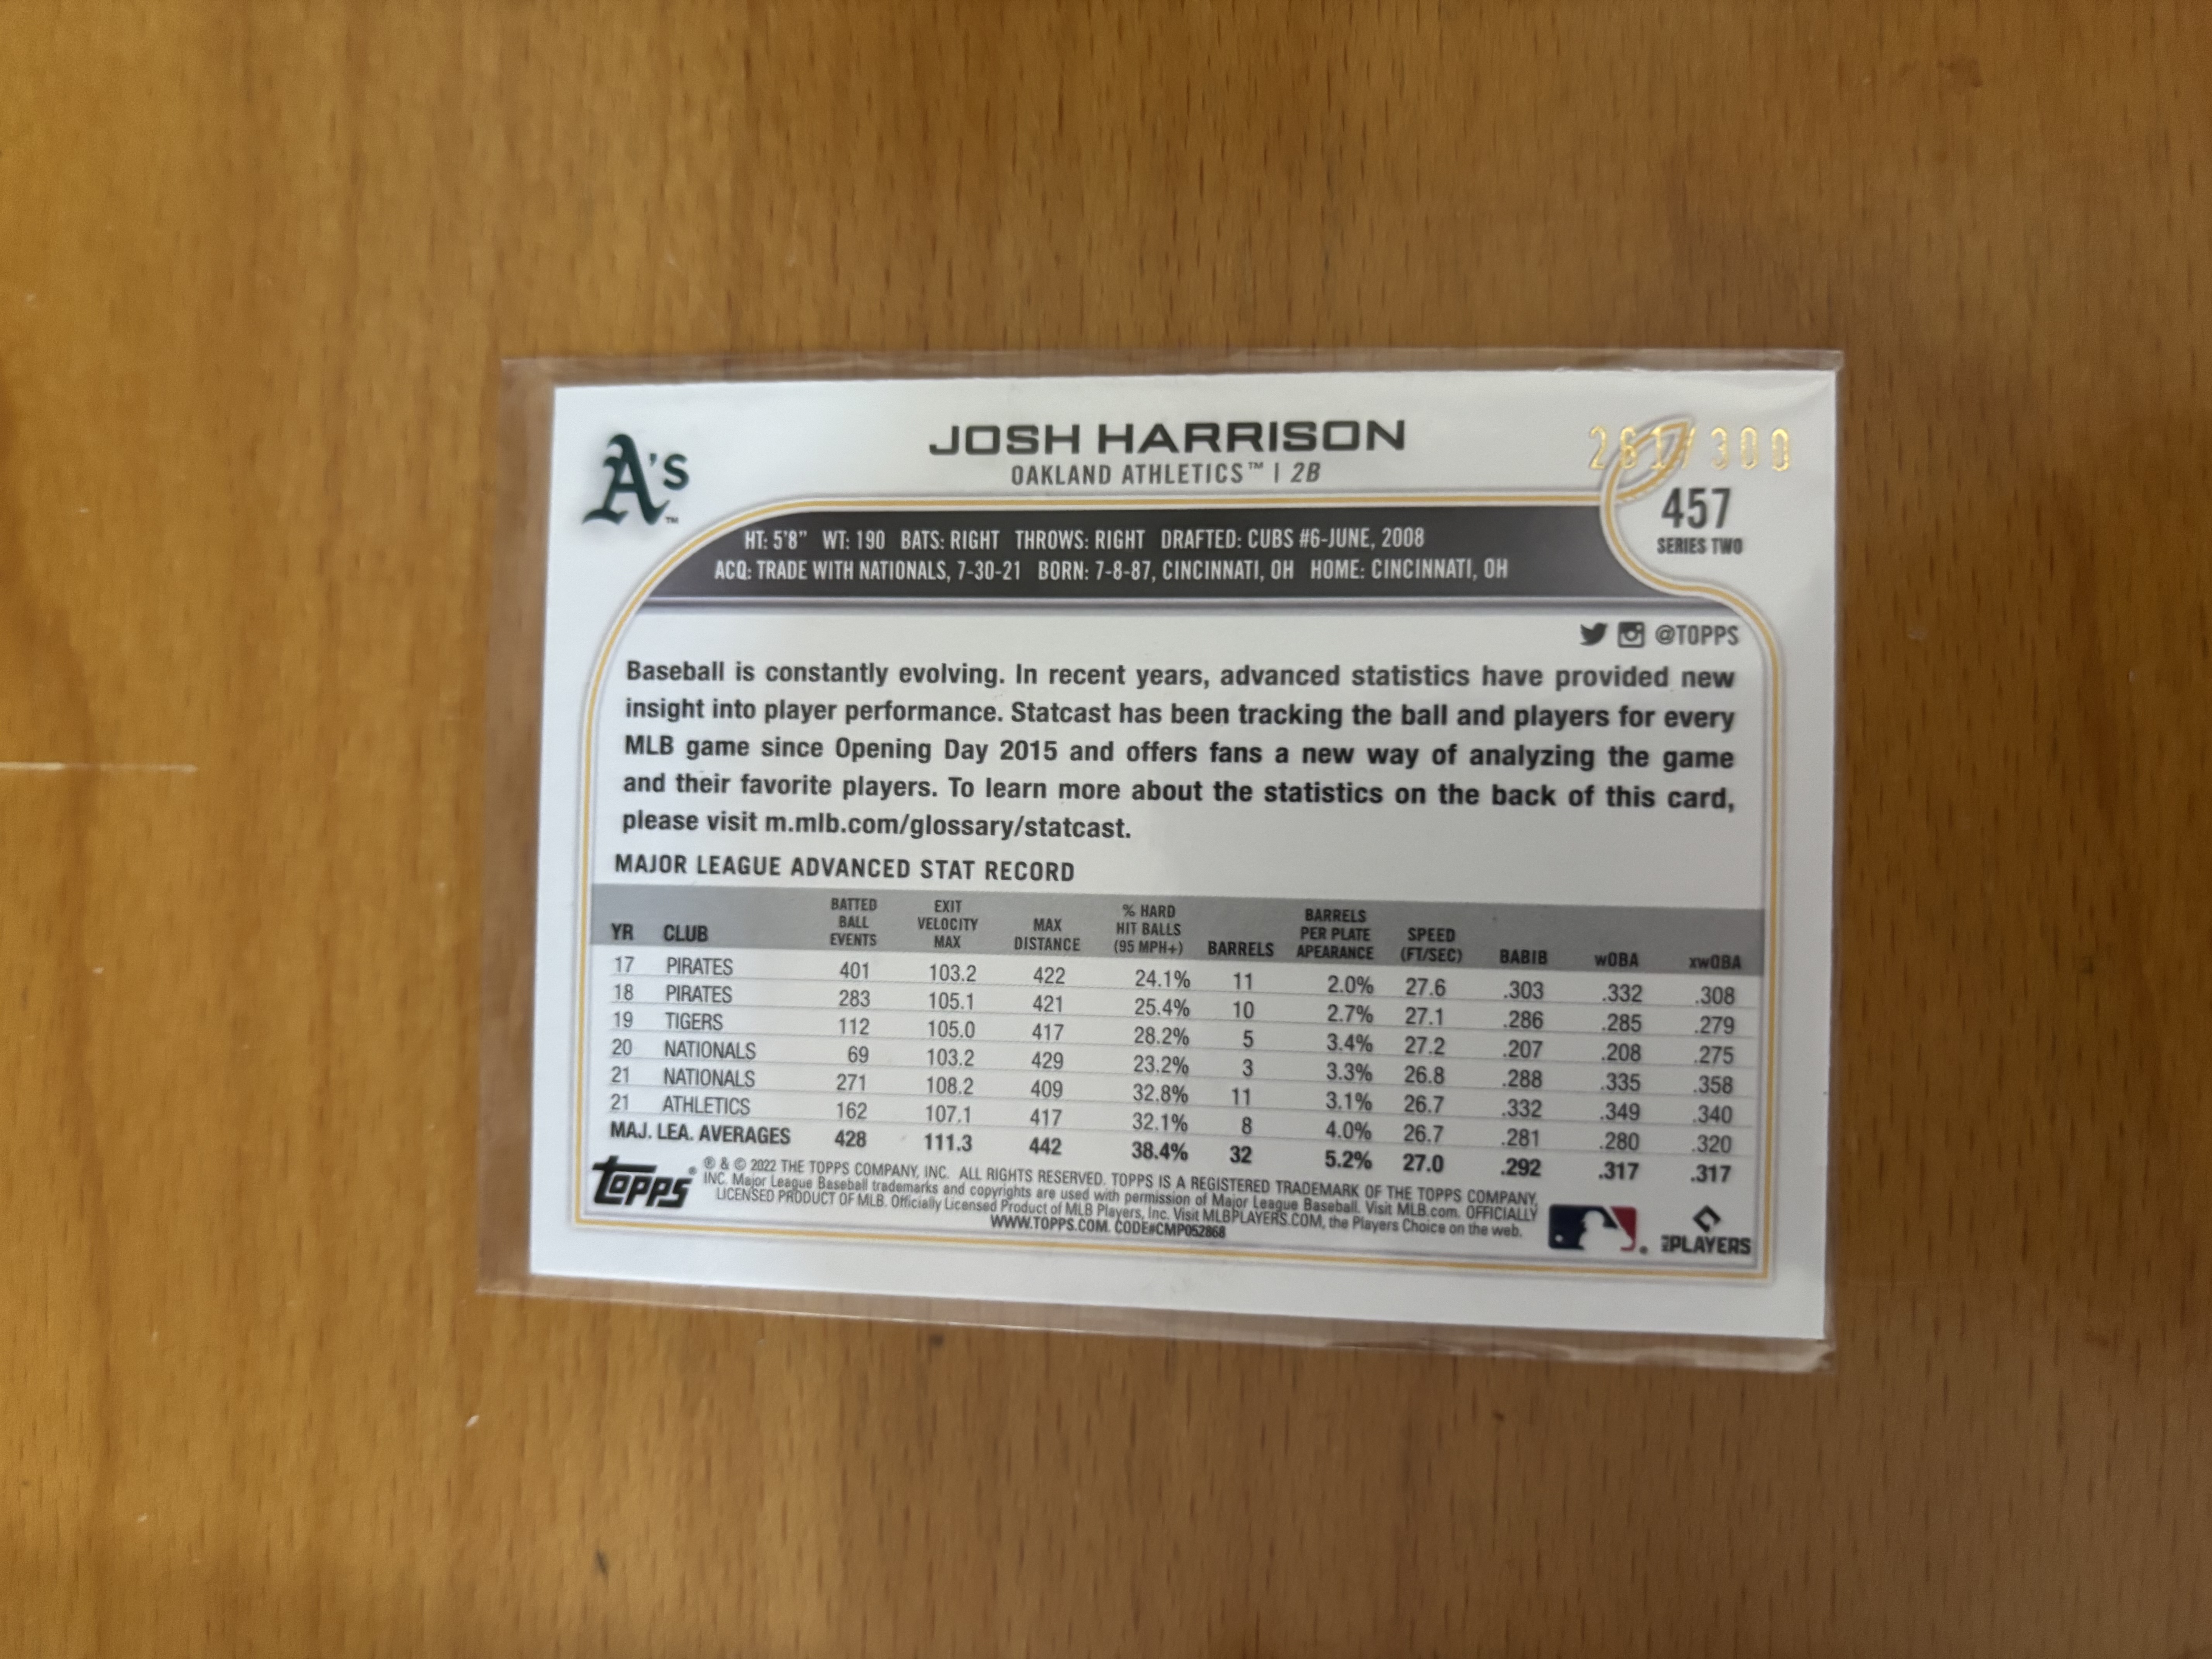 A's™
JOSH HARRISON
OAKLAND ATHLETICS™ | 2B
261/300
457
SERIES TWO
HT: 5'8" WT: 190 BATS: RIGHT THROWS: RIGHT DRAFTED: CUBS #6-JUNE, 2008
ACQ: TRADE WITH NATIONALS, 7-30-21 BORN: 7-8-87, CINCINNATI, OH HOME: CINCINNATI, OH
@TOPPS
Baseball is constantly evolving. In recent years, advanced statistics have provided new
insight into player performance. Statcast has been tracking the ball and players for every
MLB game since Opening Day 2015 and offers fans a new way of analyzing the game
and their favorite players. To learn more about the statistics on the back of this card,
please visit m.mlb.com/glossary/statcast.
MAJOR LEAGUE ADVANCED STAT RECORD
YR CLUB BATTED BALL EVENTS EXIT VELOCITY MAX MAX DISTANCE % HARD HIT BALLS (95 MPH+) BARRELS BARRELS PER PLATE APEARANCE SPEED (FT/SEC) BABIB wOBA xwOBA
17 PIRATES 401 103.2 422 24.1% 11 2.0% 27.6 .303 .332 .308
18 PIRATES 283 105.1 421 25.4% 10 2.7% 27.1 .286 .285 .279
19 TIGERS 112 105.0 417 28.2% 5 3.4% 27.2 .207 .208 .275
20 NATIONALS 69 103.2 429 23.2% 3 3.3% 26.8 .288 .335 .358
21 NATIONALS 271 108.2 409 32.8% 11 3.1% 26.7 .332 .349 .340
21 ATHLETICS 162 107.1 417 32.1% 8 4.0% 26.7 .281 .280 .320
MAJ. LEA. AVERAGES 428 111.3 442 38.4% 32 5.2% 27.0 .292 .317 .317
topps®
® & © 2022 THE TOPPS COMPANY, INC. ALL RIGHTS RESERVED. TOPPS IS A REGISTERED TRADEMARK OF THE TOPPS COMPANY,
INC. Major League Baseball trademarks and copyrights are used with permission of Major League Baseball. Visit MLB.com. OFFICIALLY
LICENSED PRODUCT OF MLB. Officially Licensed Product of MLB Players, Inc. Visit MLBPLAYERS.COM, the Players Choice on the web.
WWW.TOPPS.COM. CODE#CMP052868
PLAYERS